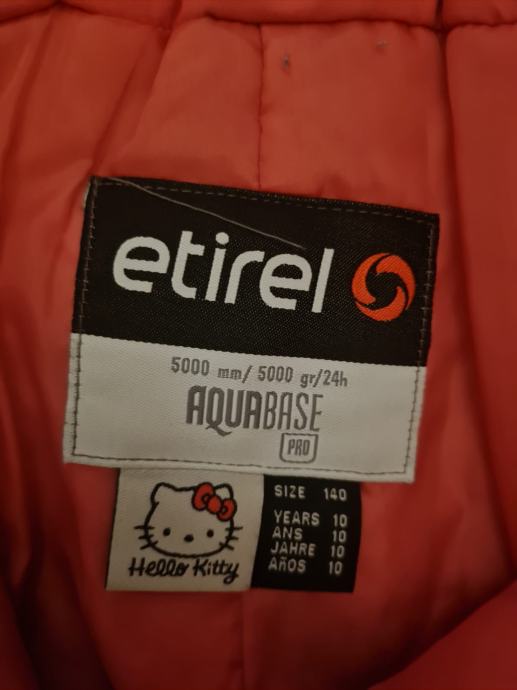 etirel
5000 mm/ 5000 gr/24h
AQUABASE
PRO
Hello Kitty
SIZE 140
YEARS 10
ANS 10
JAHRE 10
AÑOS 10